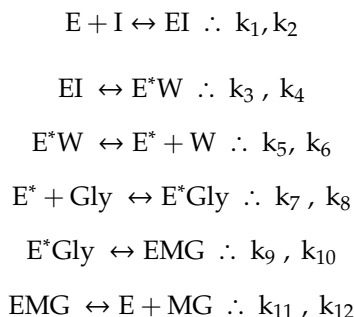 E + I ↔ EI ∴ k₁, k₂
EI ↔ E*W ∴ k₃ , k₄
E*W ↔ E* + W ∴ k₅, k₆
E* + Gly ↔ E*Gly ∴ k₇ , k₈
E*Gly ↔ EMG ∴ k₉ , k₁₀
EMG ↔ E + MG ∴ k₁₁ , k₁₂